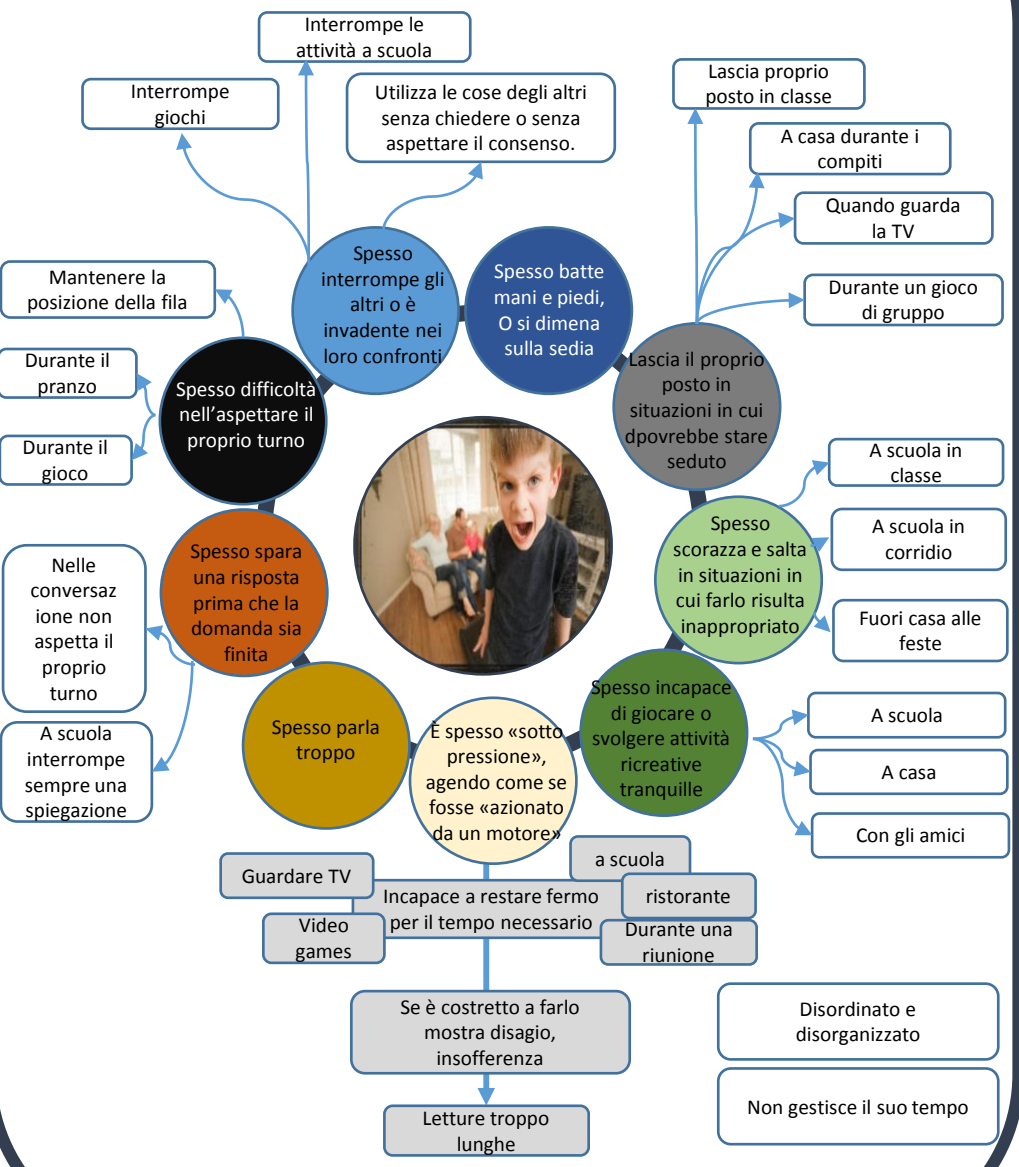 Interrompe le
attività a scuola
Interrompe
giochi
Utilizza le cose degli altri
senza chiedere o senza
aspettare il consenso.
Lascia proprio
posto in classe
A casa durante i
compiti
Quando guarda
la TV
Durante un gioco
di gruppo
Mantenere la
posizione della fila
Durante il
pranzo
Durante il
gioco
Spesso
interrompe gli
altri o è
invadente nei
loro confronti
Spesso batte
mani e piedi,
O si dimena
sulla sedia
Lascia il proprio
posto in
situazioni in cui
dpovrebbe stare
seduto
Spesso difficoltà
nell'aspettare il
proprio turno
A scuola in
classe
A scuola in
corridio
Fuori casa alle
feste
Spesso
scorazza e salta
in situazioni in
cui farlo risulta
inappropriato
Spesso spara
una risposta
prima che la
domanda sia
finita
Nelle
conversaz
ione non
aspetta il
proprio
turno
A scuola
interrompe
sempre una
spiegazione
Spesso parla
troppo
È spesso «sotto
pressione»,
agendo come se
fosse «azionato
da un motore»
Spesso incapace
di giocare o
svolgere attività
ricreative
tranquille
A scuola
A casa
Con gli amici
Guardare TV
a scuola
Incapace a restare fermo
per il tempo necessario
ristorante
Video
games
Durante una
riunione
Se è costretto a farlo
mostra disagio,
insofferenza
Letture troppo
lunghe
Disordinato e
disorganizzato
Non gestisce il suo tempo